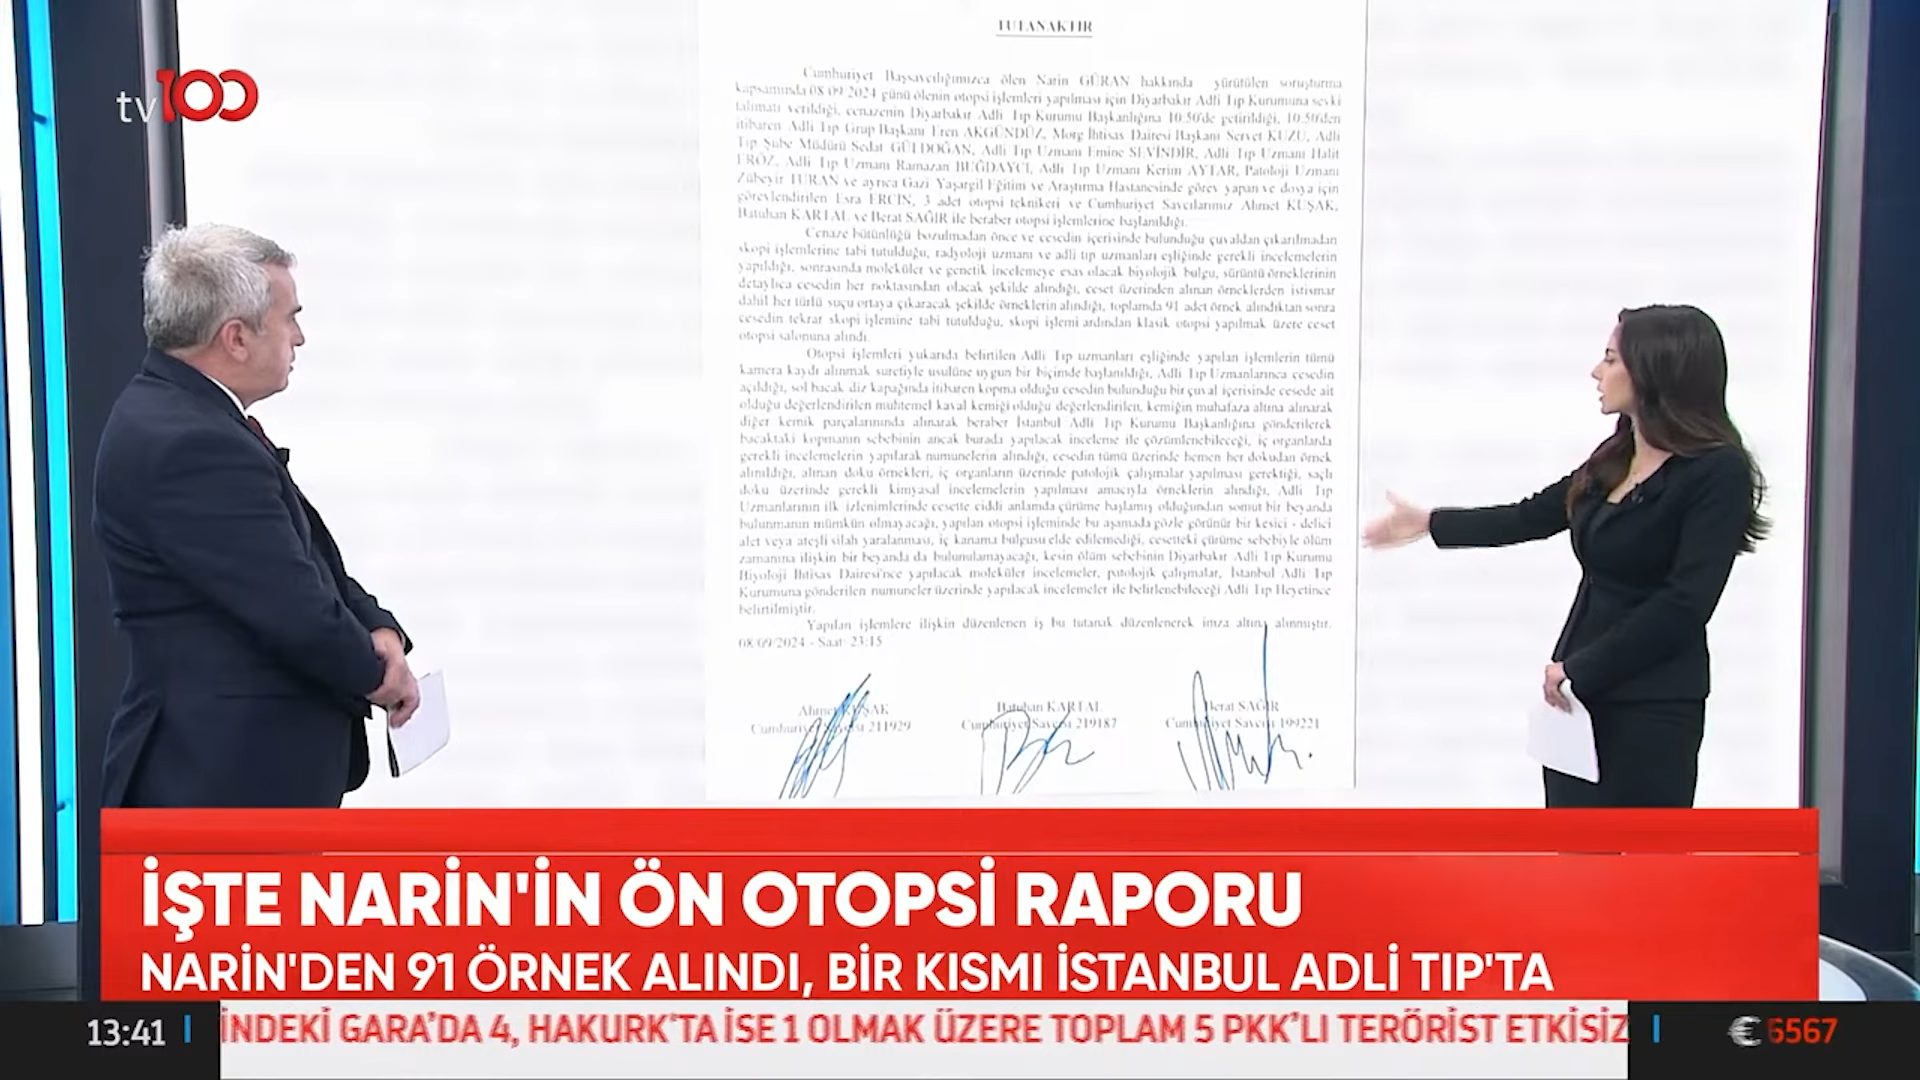 tv100
TUTANAKTIR
Cumhuriyet Başsavcılığımızca ölen Narin GÜRAN hakkında yürütülen soruşturma
kapsamında 08/09/2024 günü ölenin otopsi işlemleri yapılması için Diyarbakır Adli Tıp Kurumuna sevki
talimatı verildiği, cenazenin Diyarbakır Adli Tıp Kurumu Başkanlığına 10:50'de getirildiği, 10:50'den
itibaren Adli Tıp Grup Başkanı Eren AKGÜNDÜZ, Morg İhtisas Dairesi Başkanı Servet KUZU, Adli
Tıp Şube Müdürü Sedat GÜLDOĞAN, Adli Tıp Uzmanı Emine SEVİNDİR, Adli Tıp Uzmanı Halit
EROZ, Adli Tıp Uzmanı Ramazan BUĞDAYCI, Adli Tıp Uzmanı Kerim AYTAR, Patoloji Uzmanı
Zübeyir TURAN ve ayrıca Gazi Yaşargil Eğitim ve Araştırma Hastanesinde görev yapan ve dosya için
görevlendirilen Esra ERCİN, 3 adet otopsi teknikeri ve Cumhuriyet Savcılarımız Ahmet KUŞAK,
Batuhan KARTAL ve Berat SAĞIR ile beraber otopsi işlemlerine başlanıldığı.
Cenaze bütünlüğü bozulmadan önce ve cesedin içerisinde bulunduğu çuvaldan çıkarılmadan
skopi işlemlerine tabi tutulduğu, radyoloji uzmanı ve adli tıp uzmanları eşliğinde gerekli incelemelerin
yapıldığı, sonrasında moleküler ve genetik incelemeye esas olacak biyolojik bulgu, sürüntü örneklerinin
detaylıca cesedin her noktasından olacak şekilde alındığı, ceset üzerinden alınan örneklerden istismar
dahil her türlü suçu ortaya çıkaracak şekilde örneklerin alındığı, toplamda 91 adet örnek alındıktan sonra
cesedin tekrar skopi işlemine tabi tutulduğu, skopi işlemi ardından klasik otopsi yapılmak üzere ceset
otopsi salonuna alındı.
Otopsi işlemleri yukarıda belirtilen Adli Tıp uzmanları eşliğinde yapılan işlemlerin tümü
kamera kaydı alınmak suretiyle usulüne uygun bir biçimde başlanıldığı, Adli Tıp Uzmanlarınca cesedin
açıldığı, sol bacak diz kapağında itibaren kopma olduğu cesedin bulunduğu bir çuval içerisinde cesede ait
olduğu değerlendirilen muhtemel kaval kemiği olduğu değerlendirilen, kemiğin muhafaza altına alınarak
diğer kemik parçalarınında alınarak beraber İstanbul Adli Tıp Kurumu Başkanlığına gönderilerek
bacaktaki kopmanın sebebinin ancak burada yapılacak inceleme ile çözümlenebileceği, iç organlarda
gerekli incelemelerin yapılarak numunelerin alındığı, cesedin tümü üzerinde hemen her dokudan örnek
alınıldığı, alınan doku örnekleri, iç organların üzerinde patolojik çalışmalar yapılması gerektiği, saçlı
doku üzerinde gerekli kimyasal incelemelerin yapılması amacıyla örneklerin alındığı, Adli Tıp
Uzmanlarının ilk izlenimlerinde cesette ciddi anlamda çürüme başlamış olduğundan somut bir beyanda
bulunmanın mümkün olmayacağı, yapılan otopsi işleminde bu aşamada gözle görünür bir kesici - delici
alet veya ateşli silah yaralanması, iç kanama bulgusu elde edilemediği, cesetteki çürüme sebebiyle ölüm
zamanına ilişkin bir beyanda da bulunulamayacağı, kesin ölüm sebebinin Diyarbakır Adli Tıp Kurumu
Biyoloji İhtisas Dairesi'nce yapılacak moleküler incelemeler, patolojik çalışmalar, İstanbul Adli Tıp
Kurumuna gönderilen numuneler üzerinde yapılacak incelemeler ile belirlenebileceği Adli Tıp Heyetince
belirtilmiştir.
Yapılan işlemlere ilişkin düzenlenen iş bu tutanak düzenlenerek imza altına alınmıştır.
08/09/2024 - Saat: 23:15
Ahmet KUŞAK Batuhan KARTAL Berat SAĞIR
Cumhuriyet Savcısı 211929 Cumhuriyet Savcısı 219187 Cumhuriyet Savcısı 199221
İŞTE NARİN'İN ÖN OTOPSİ RAPORU
NARİN'DEN 91 ÖRNEK ALINDI, BİR KISMI İSTANBUL ADLİ TIP'TA
13:41 İNDEKİ GARA'DA 4, HAKURK'TA İSE 1 OLMAK ÜZERE TOPLAM 5 PKK'LI TERÖRİST ETKİSİZ